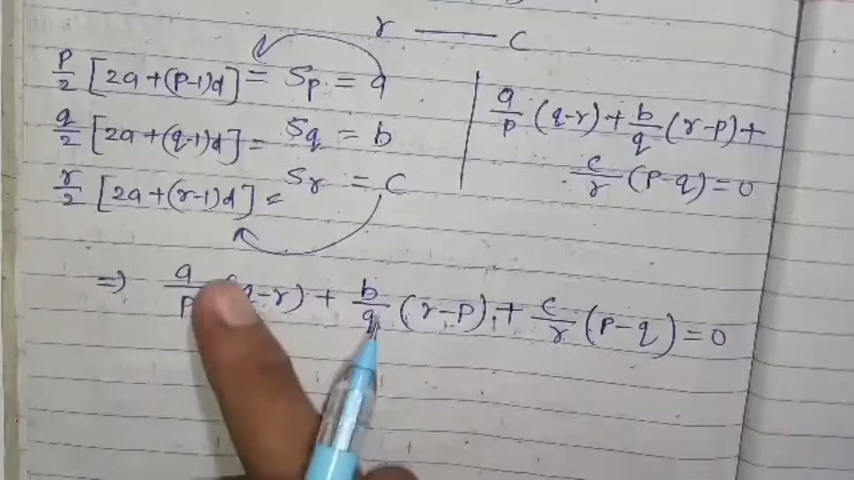 r — c
p/2 [2a+(p-1)d] = Sp = a
q/2 [2a+(q-1)d] = Sq = b
r/2 [2a+(r-1)d] = Sr = c
a/p (q-r) + b/q (r-p) +
c/r (p-q) = 0
=) a/p (q-r) + b/q (r-p) + c/r (p-q) = 0